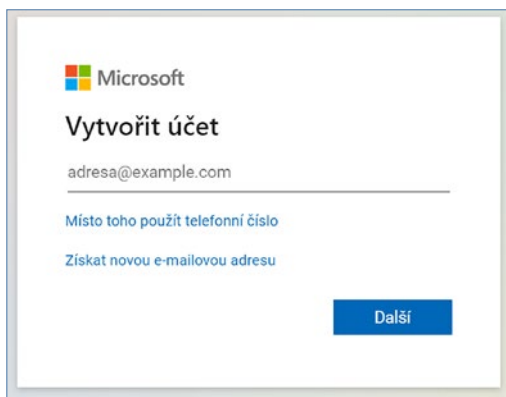 Microsoft
Vytvořit účet
adresa@example.com
Místo toho použít telefonní číslo
Získat novou e-mailovou adresu
Další